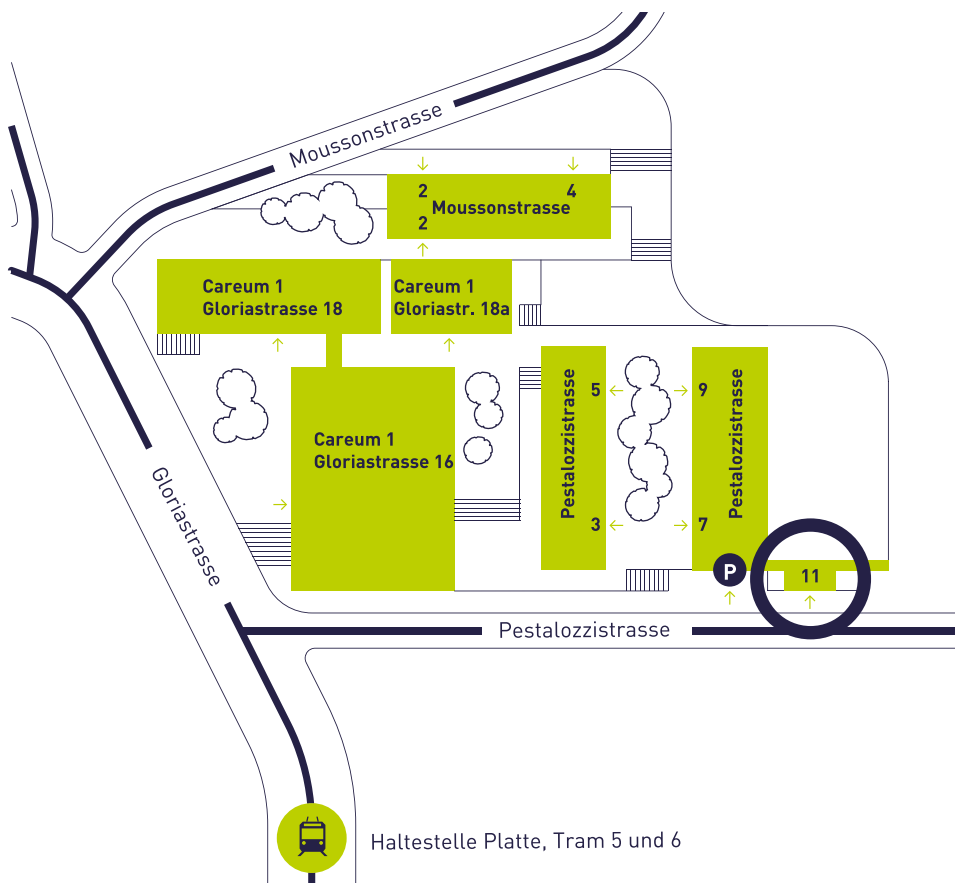 Moussonstrasse
2
4
Moussonstrasse
2
Careum 1
Gloriastrasse 18
Careum 1
Gloriastr. 18a
5
Pestalozzistrasse
3
9
Pestalozzistrasse
7
Careum 1
Gloriastrasse 16
Gloriastrasse
P
11
Pestalozzistrasse
Haltestelle Platte, Tram 5 und 6